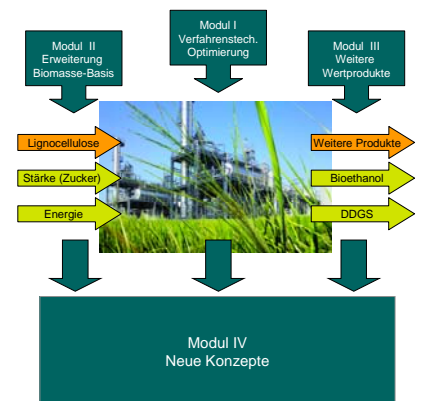 Modul II
Erweiterung
Biomasse-Basis
Modul I
Verfahrenstech.
Optimierung
Modul III
Weitere
Wertprodukte
Lignocellulose
Weitere Produkte
Stärke (Zucker)
Bioethanol
Energie
DDGS
Modul IV
Neue Konzepte